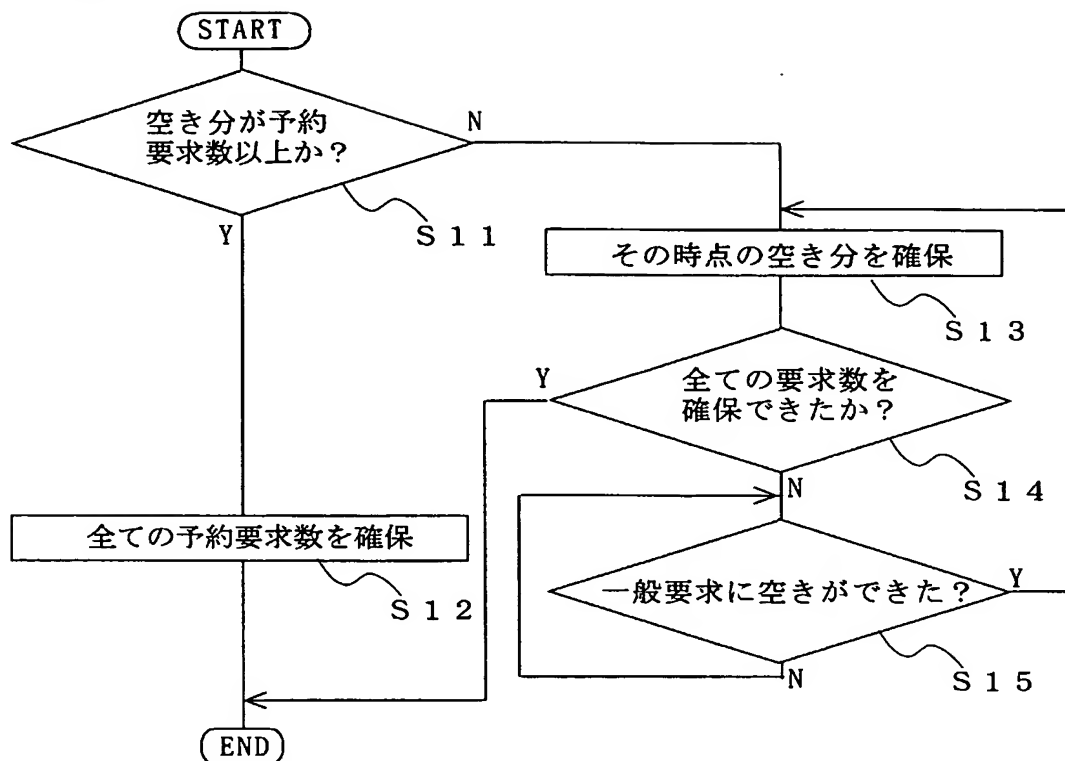 START
空き分が予約
要求数以上か？
N
Y
S11
その時点の空き分を確保
S13
全ての要求数を
確保できたか？
Y
N
S14
全ての予約要求数を確保
S12
一般要求に空きができた？
Y
N
S15
END